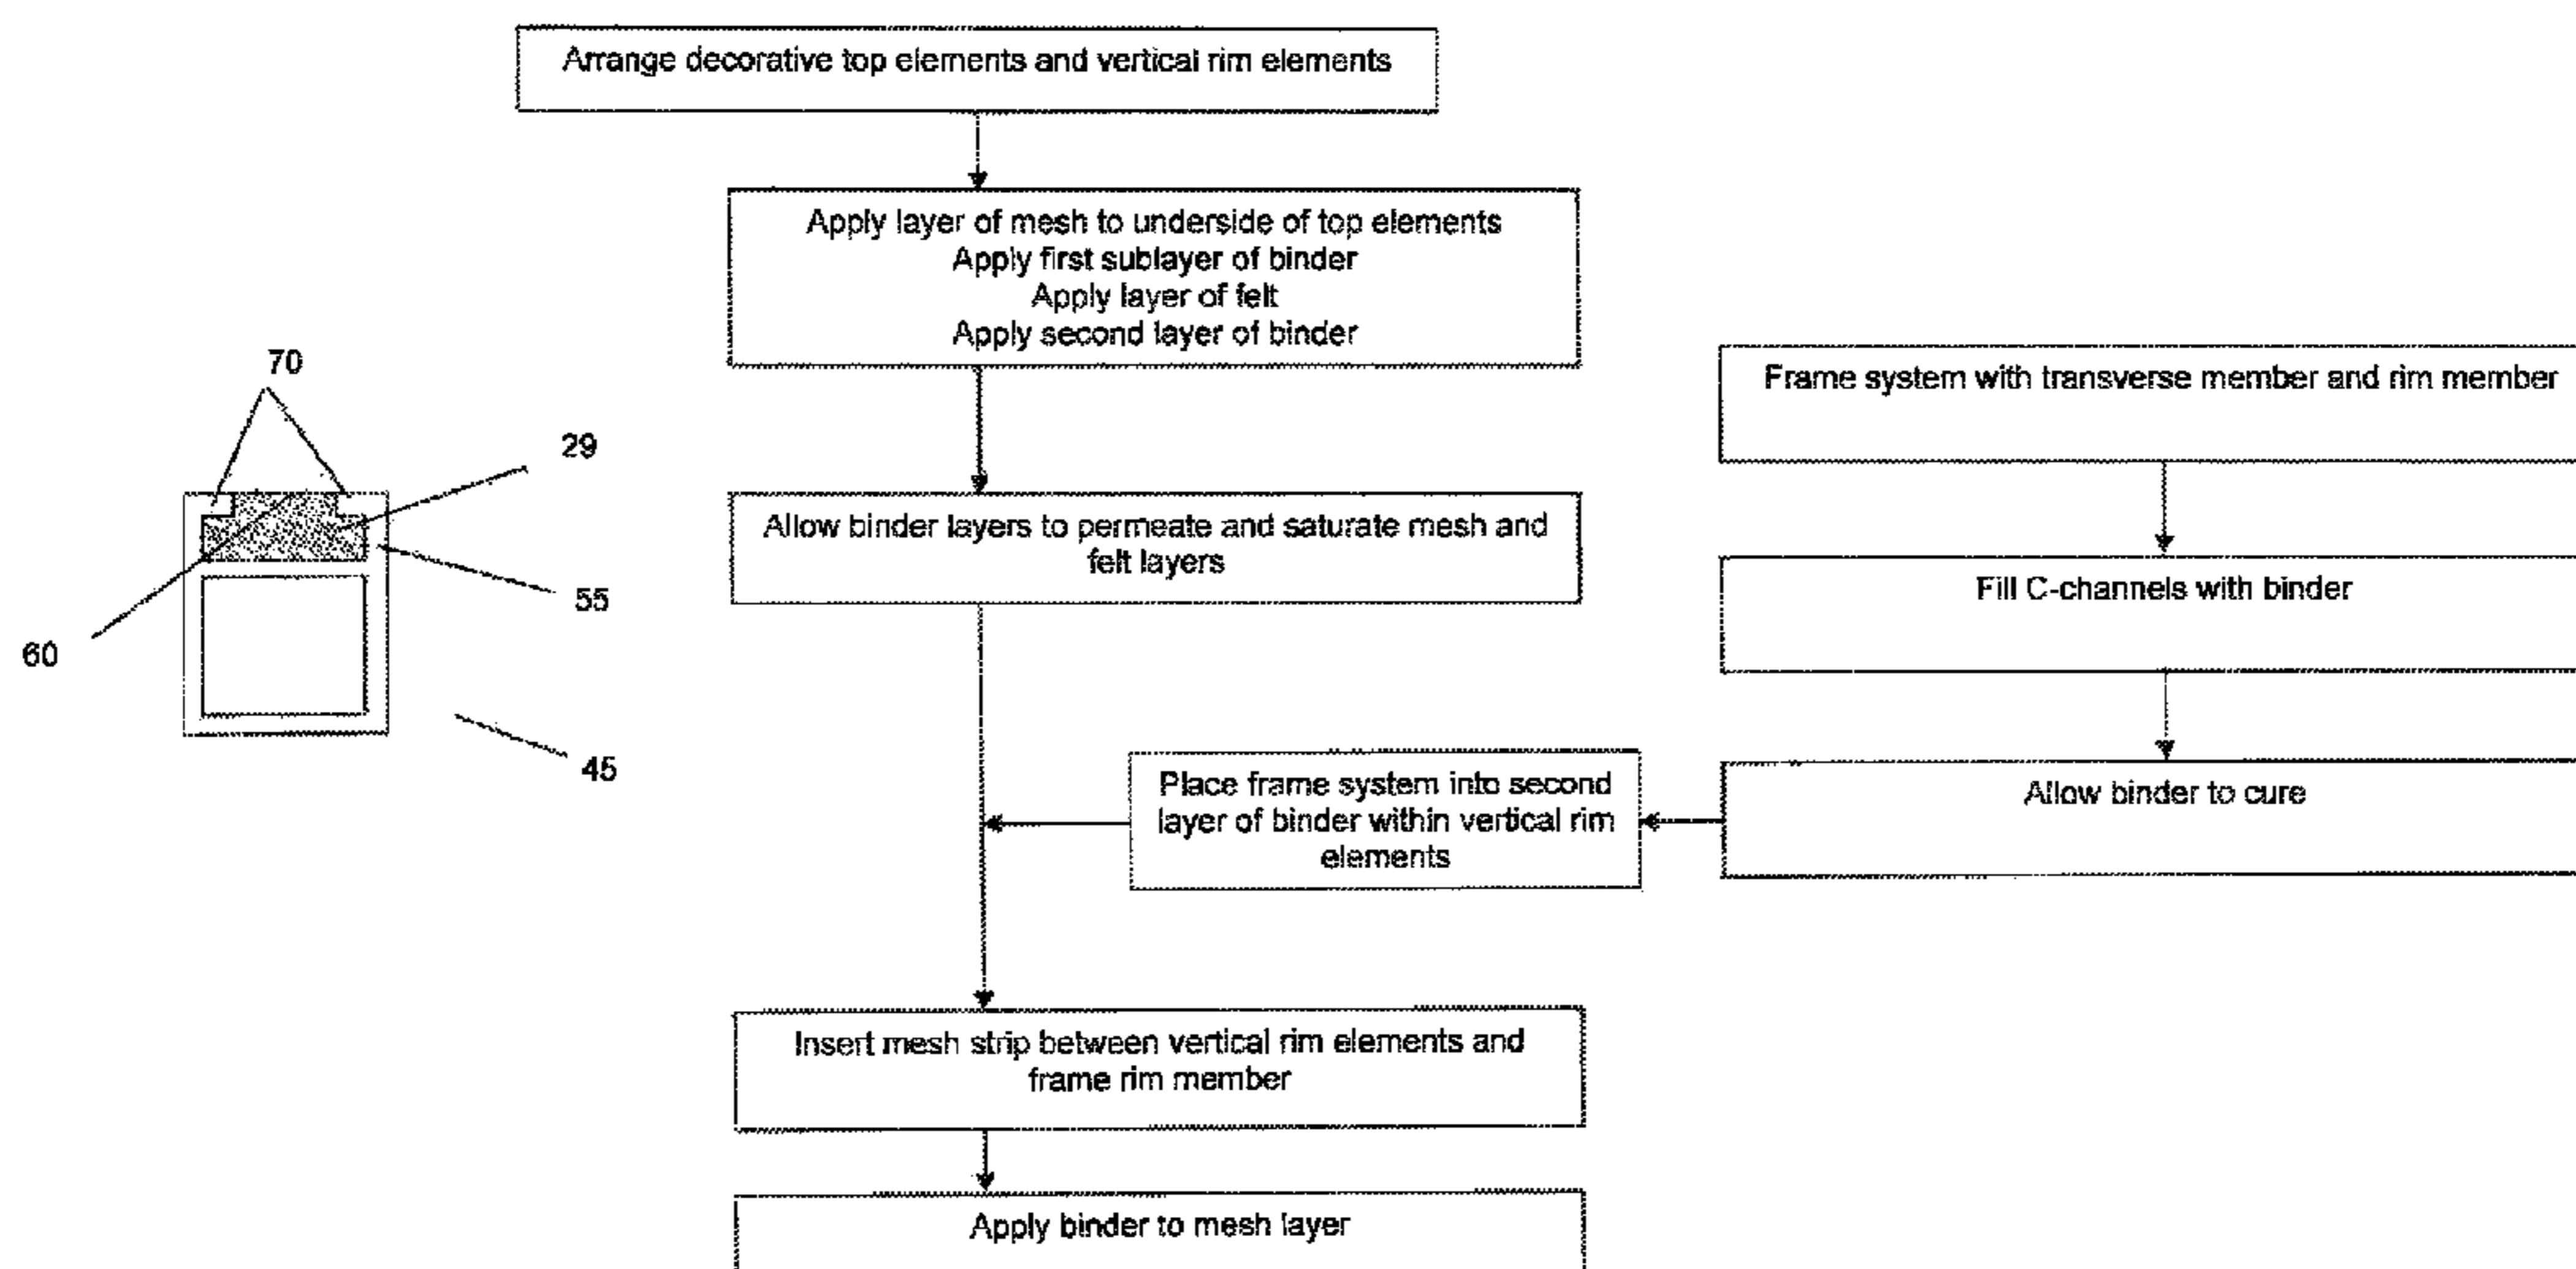 Arrange decorative top elements and vertical rim elements
Apply layer of mesh to underside of top elements
Apply first sublayer of binder
Apply layer of felt
Apply second layer of binder
70
29
55
60
45
Allow binder layers to permeate and saturate mesh and
felt layers
Frame system with transverse member and rim member
Fill C-channels with binder
Allow binder to cure
Place frame system into second
layer of binder within vertical rim
elements
Insert mesh strip between vertical rim elements and
frame rim member
Apply binder to mesh layer